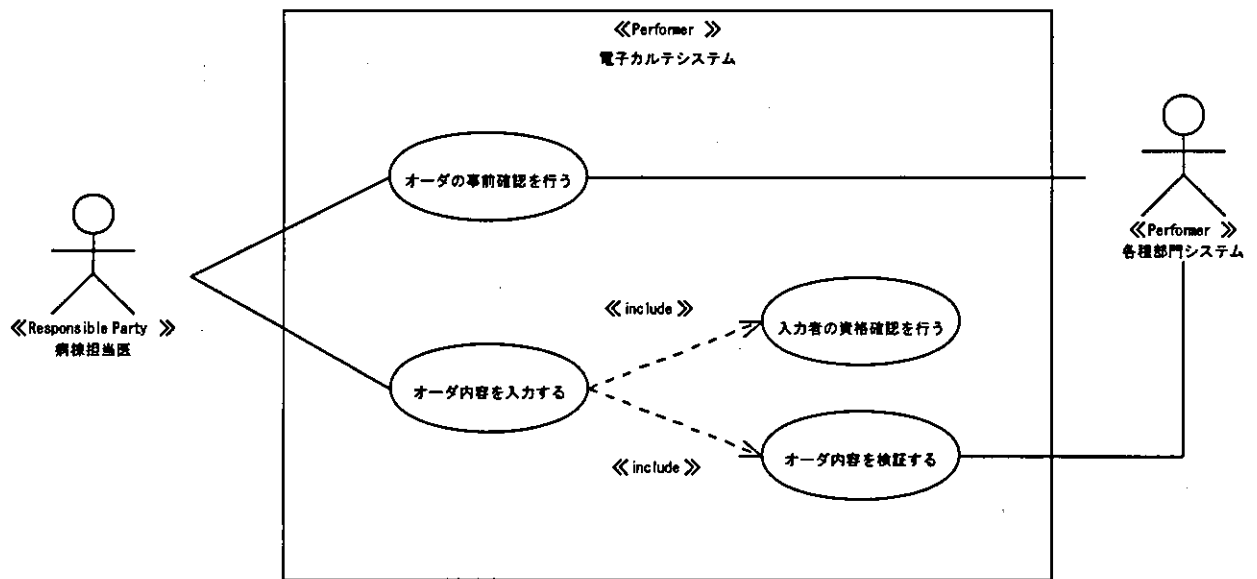 ≪Performer ≫
電子カルテシステム
オーダの事前確認を行う
≪Performer ≫
各種部門システム
≪Responsible Party ≫
病棟担当医
≪include ≫
入力者の資格確認を行う
オーダ内容を入力する
≪include ≫
オーダ内容を検証する